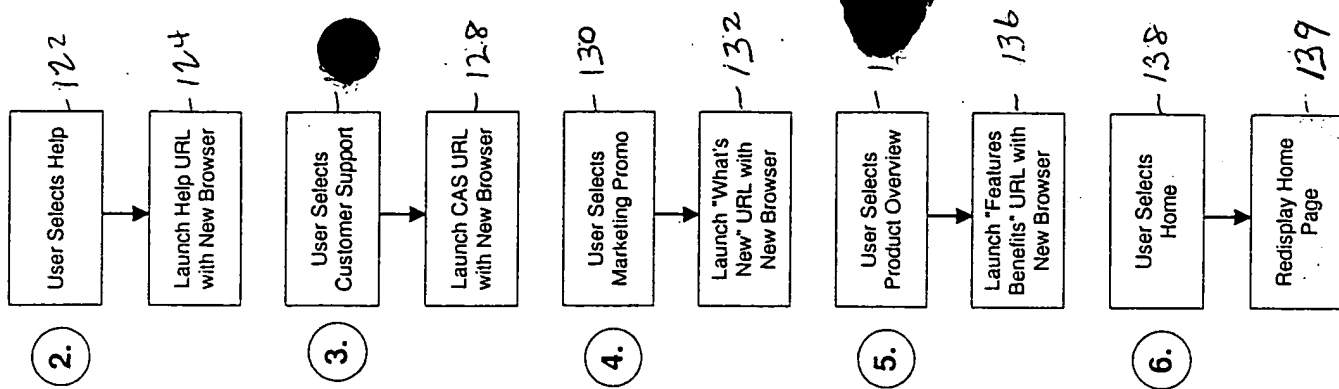 2.
User Selects Help
122
Launch Help URL
with New Browser
124
3.
User Selects
Customer Support
Launch CAS URL
with New Browser
128
4.
User Selects
Marketing Promo
130
Launch "What's
New" URL with
New Browser
132
5.
User Selects
Product Overview
Launch "Features
Benefits" URL with
New Browser
136
6.
User Selects
Home
138
Redisplay Home
Page
139